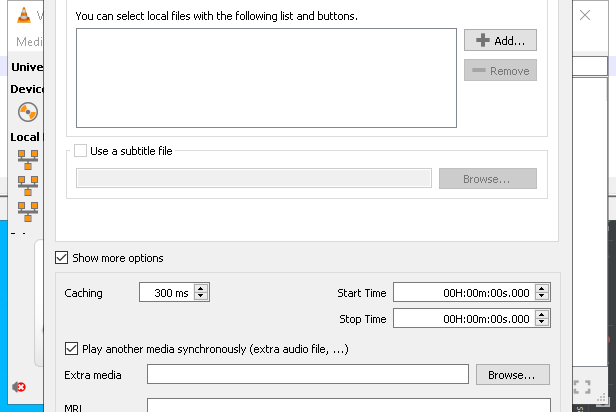 You can select local files with the following list and buttons.
Add...
Remove
Use a subtitle file
Browse...
Show more options
Caching
300 ms
Start Time
00H:00m:00s.000
Stop Time
00H:00m:00s.000
Play another media synchronously (extra audio file, ...)
Extra media
Browse...
MRL
V
Medi
Unive
Device
Local